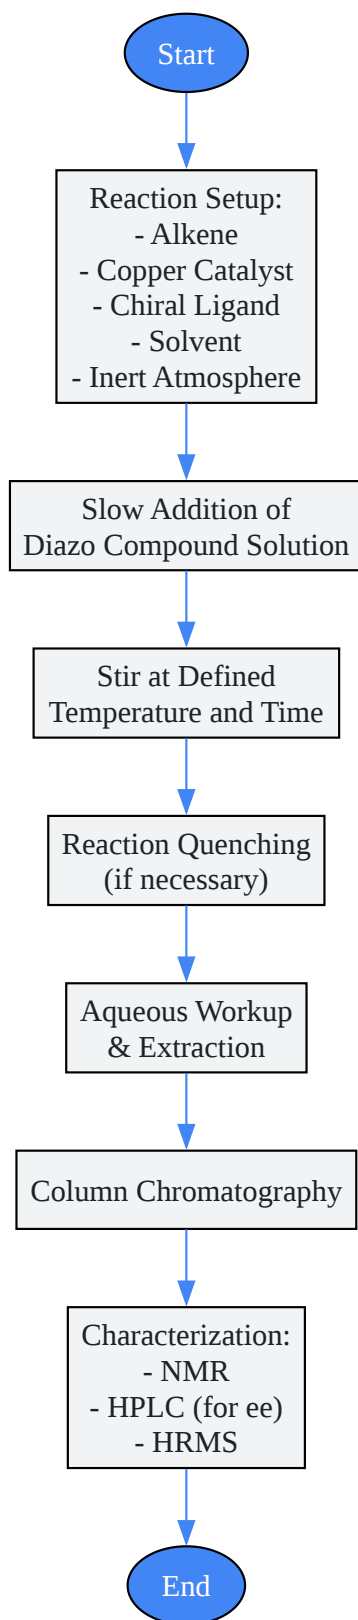 Start
Reaction Setup:
- Alkene
- Copper Catalyst
- Chiral Ligand
- Solvent
- Inert Atmosphere
Slow Addition of
Diazo Compound Solution
Stir at Defined
Temperature and Time
Reaction Quenching
(if necessary)
Aqueous Workup
& Extraction
Column Chromatography
Characterization:
- NMR
- HPLC (for ee)
- HRMS
End